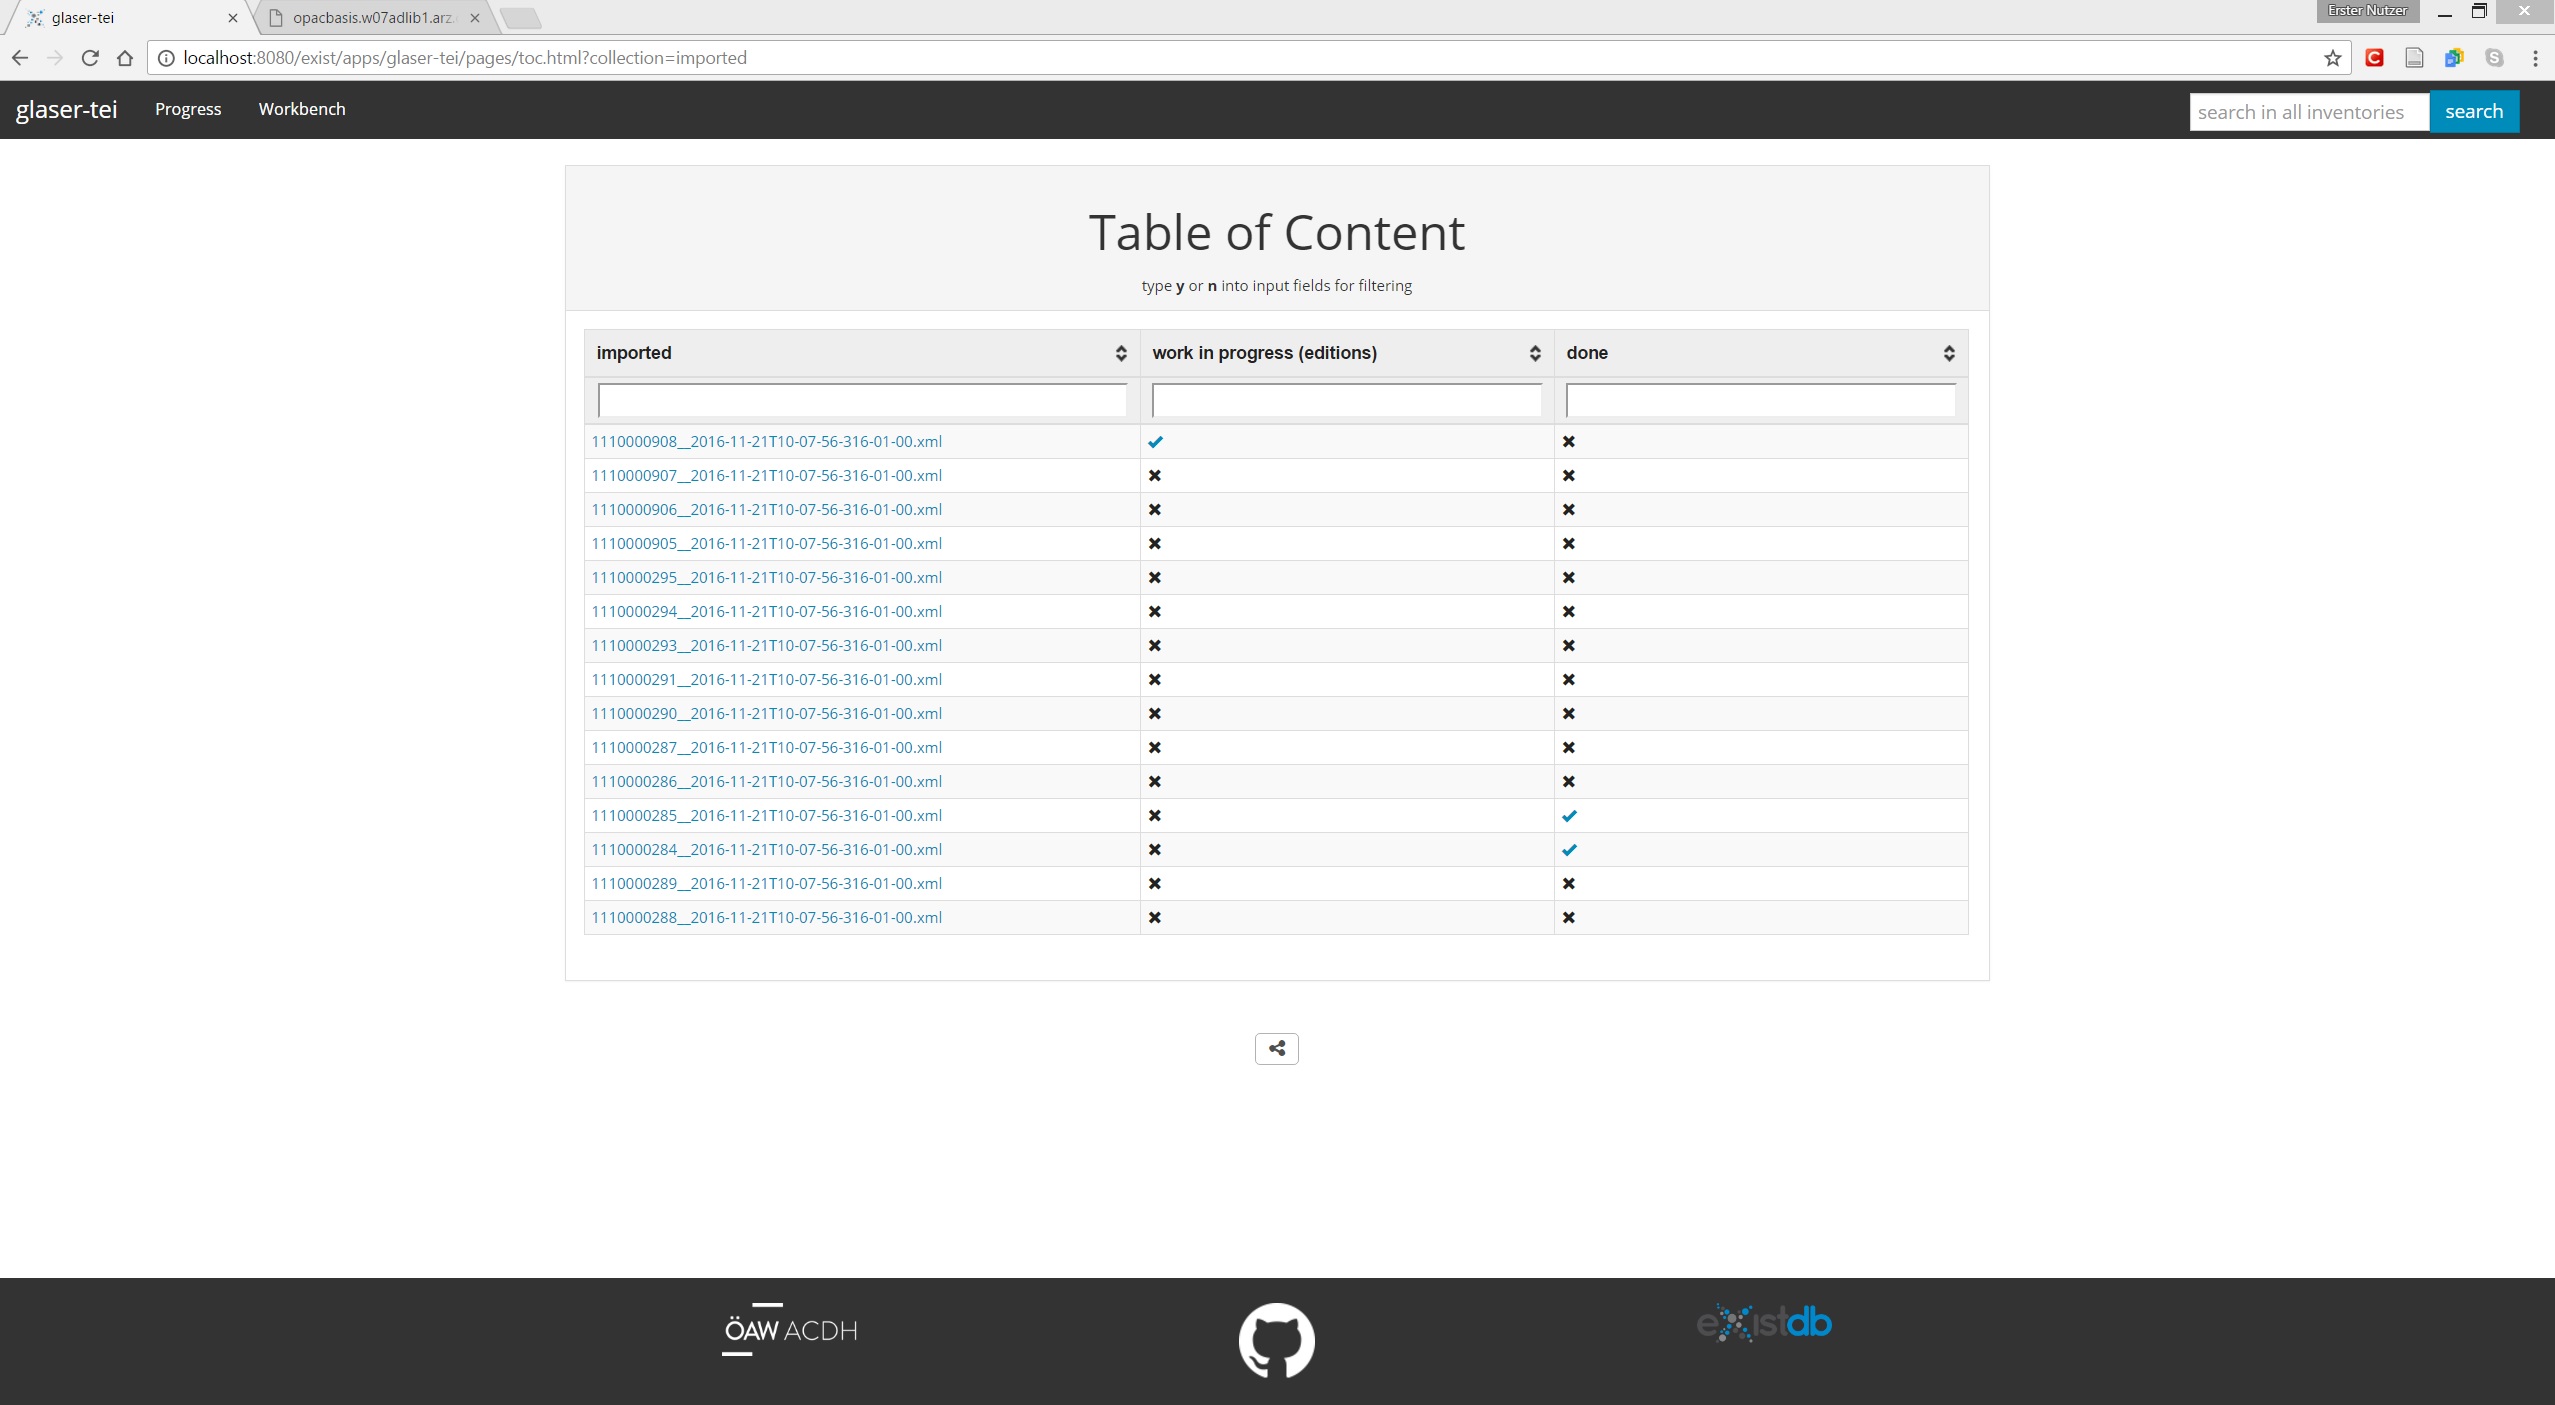 glaser-tei
opacbasis.w07adlib1.arz.
Erster Nutzer
localhost:8080/exist/apps/glaser-tei/pages/toc.html?collection=imported
glaser-tei Progress Workbench search in all inventories search
Table of Content
type y or n into input fields for filtering
imported work in progress (editions) done
1110000908__2016-11-21T10-07-56-316-01-00.xml
1110000907__2016-11-21T10-07-56-316-01-00.xml
1110000906__2016-11-21T10-07-56-316-01-00.xml
1110000905__2016-11-21T10-07-56-316-01-00.xml
1110000295__2016-11-21T10-07-56-316-01-00.xml
1110000294__2016-11-21T10-07-56-316-01-00.xml
1110000293__2016-11-21T10-07-56-316-01-00.xml
1110000291__2016-11-21T10-07-56-316-01-00.xml
1110000290__2016-11-21T10-07-56-316-01-00.xml
1110000287__2016-11-21T10-07-56-316-01-00.xml
1110000286__2016-11-21T10-07-56-316-01-00.xml
1110000285__2016-11-21T10-07-56-316-01-00.xml
1110000284__2016-11-21T10-07-56-316-01-00.xml
1110000289__2016-11-21T10-07-56-316-01-00.xml
1110000288__2016-11-21T10-07-56-316-01-00.xml
ÖAW ACDH
existdb